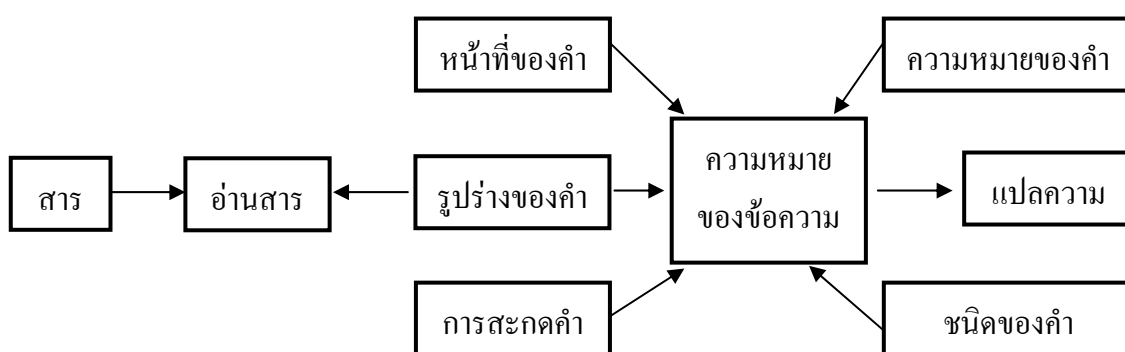 หน้าที่ของคำ
ความหมายของคำ
สาร
อ่านสาร
รูปร่างของคำ
ความหมาย
ของข้อความ
แปลความ
การสะกดคำ
ชนิดของคำ